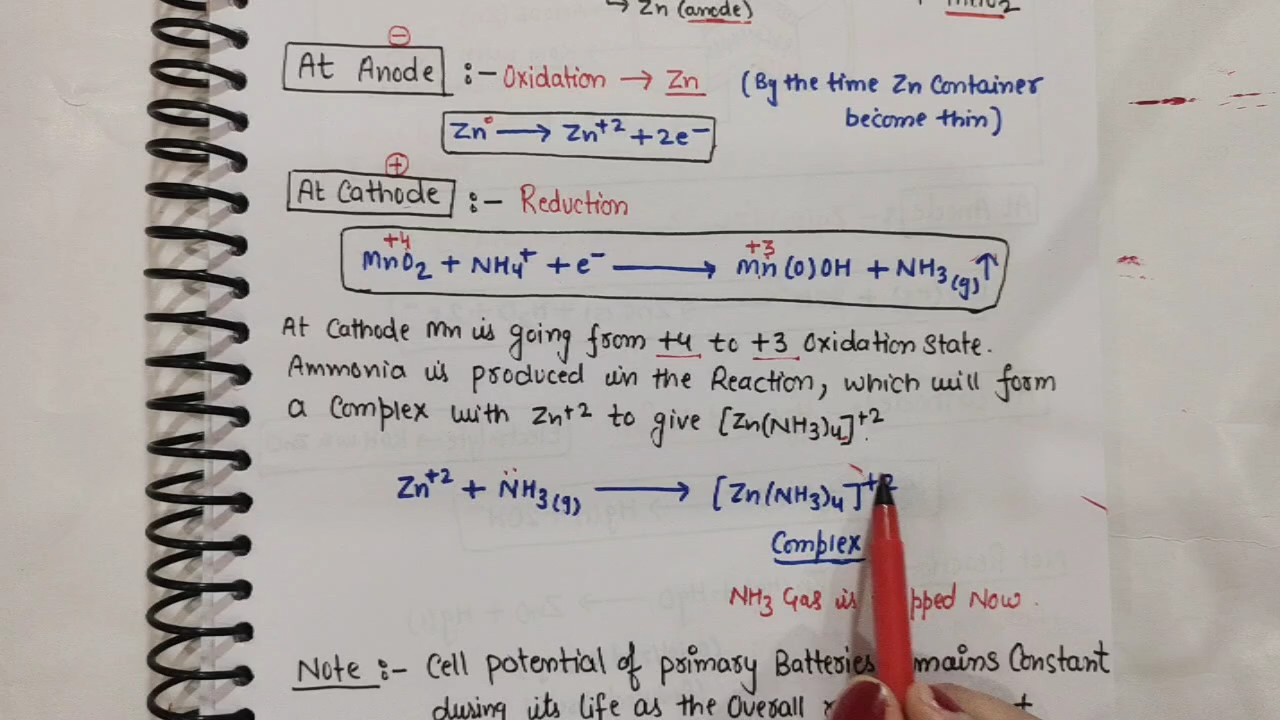 → Zn (anode)
⊖
At Anode :- Oxidation → Zn (By the time Zn Container
become thin)
Zn° → Zn+2 + 2e-
⊕
At Cathode :- Reduction
+4 +3
MnO2 + NH4+ + e- → Mn(O)OH + NH3(g)↑
At Cathode Mn is going from +4 to +3 Oxidation State.
Ammonia is produced in the Reaction, which will form
a Complex with Zn+2 to give [Zn(NH3)4]+2.
Zn+2 + N̈H3(g) → [Zn(NH3)4]+2
Complex
NH3 Gas is Now.
Note :- Cell potential of primary Batteries Constant
during its life as the Overall